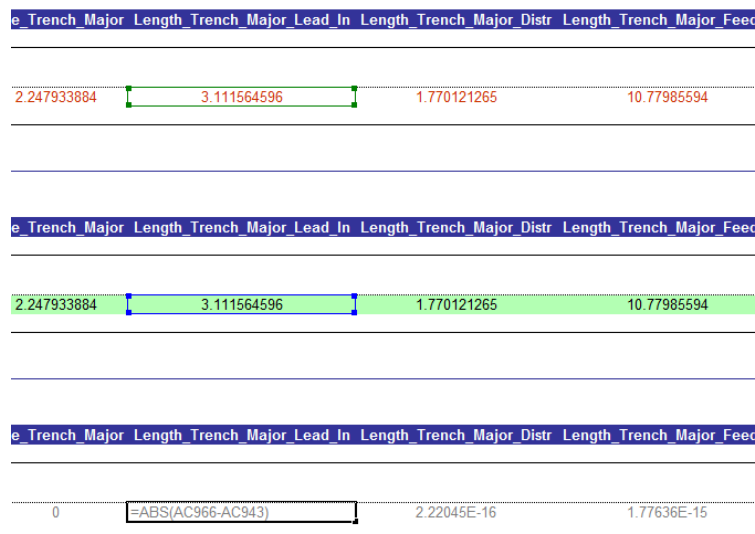 e_Trench_Major Length_Trench_Major_Lead_In Length_Trench_Major_Distr Length_Trench_Major_Feed
2.247933884 3.111564596 1.770121265 10.77985594
e_Trench_Major Length_Trench_Major_Lead_In Length_Trench_Major_Distr Length_Trench_Major_Feed
2.247933884 3.111564596 1.770121265 10.77985594
e_Trench_Major Length_Trench_Major_Lead_In Length_Trench_Major_Distr Length_Trench_Major_Feed
0 =ABS(AC966-AC943) 2.22045E-16 1.77636E-15